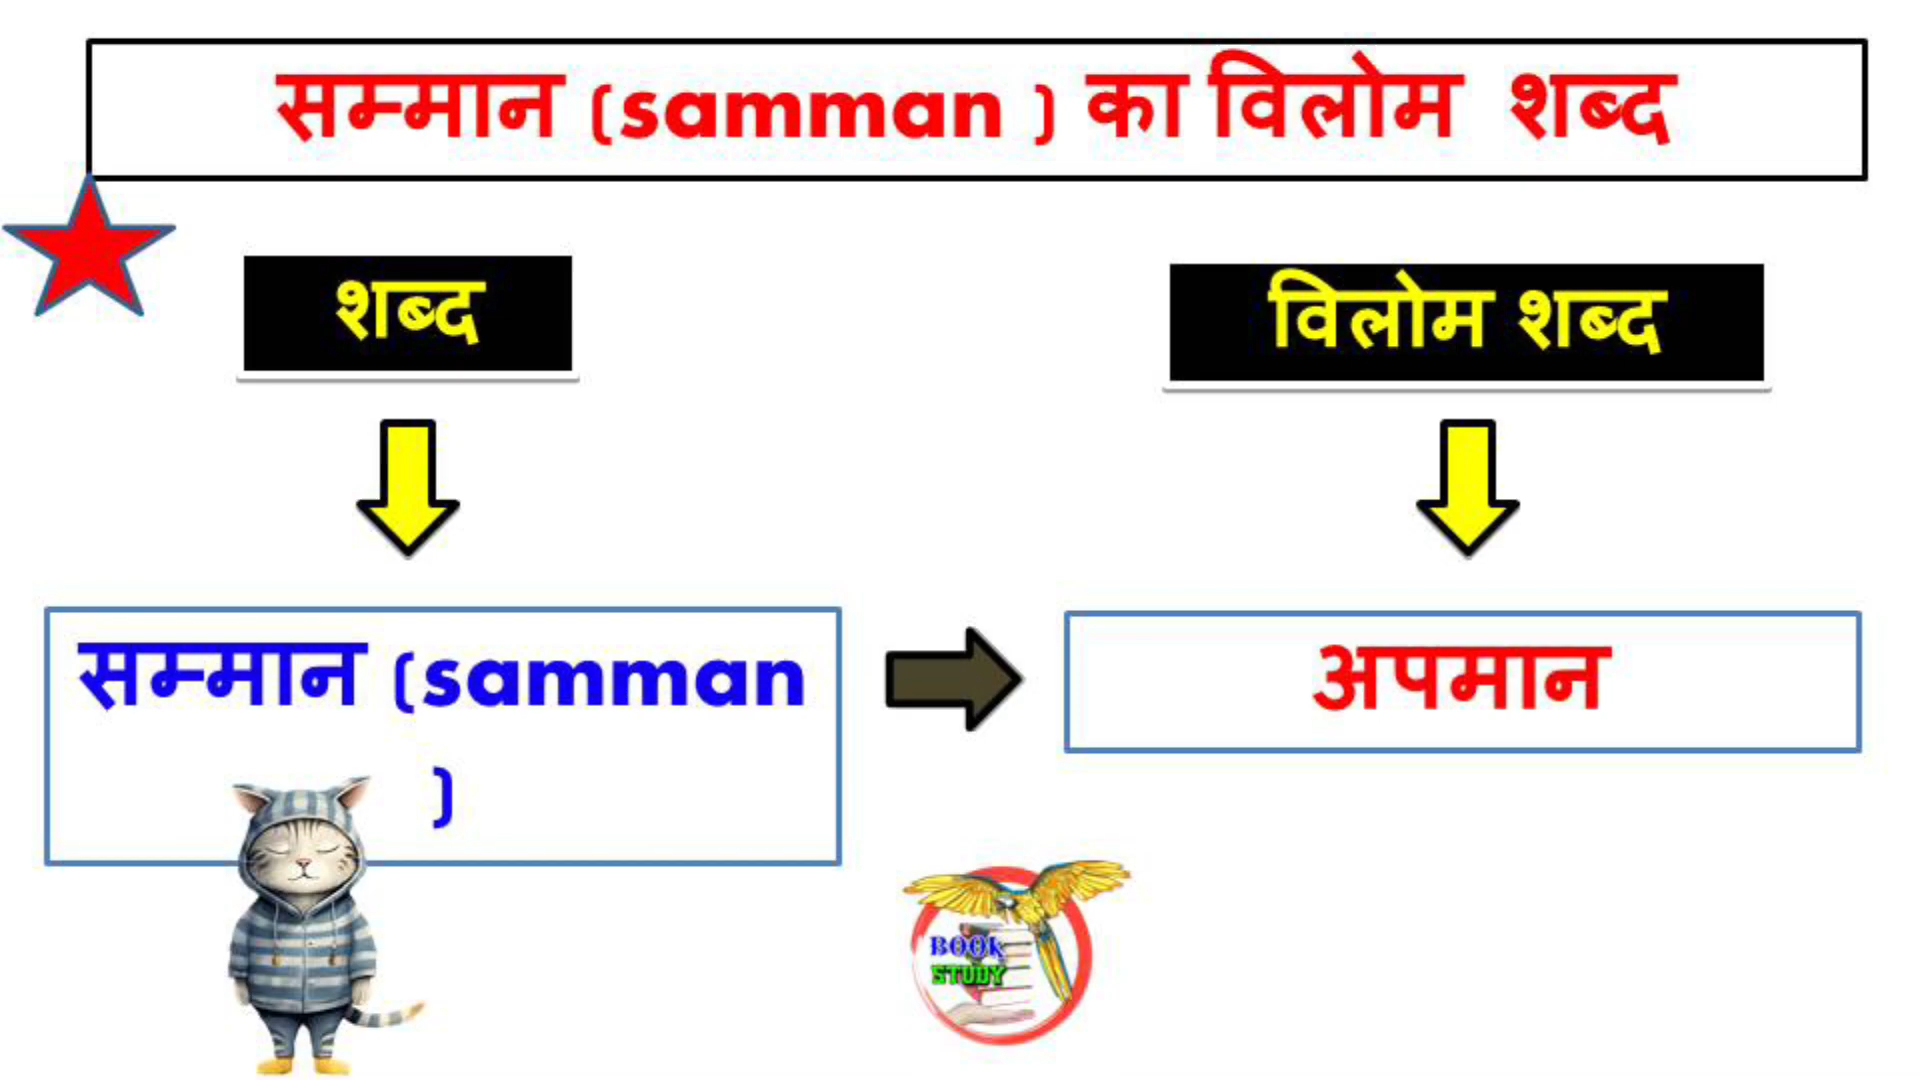 सम्मान (samman ) का विलोम शब्द
शब्द
विलोम शब्द
सम्मान (samman
)
अपमान
BOOK
STUDY